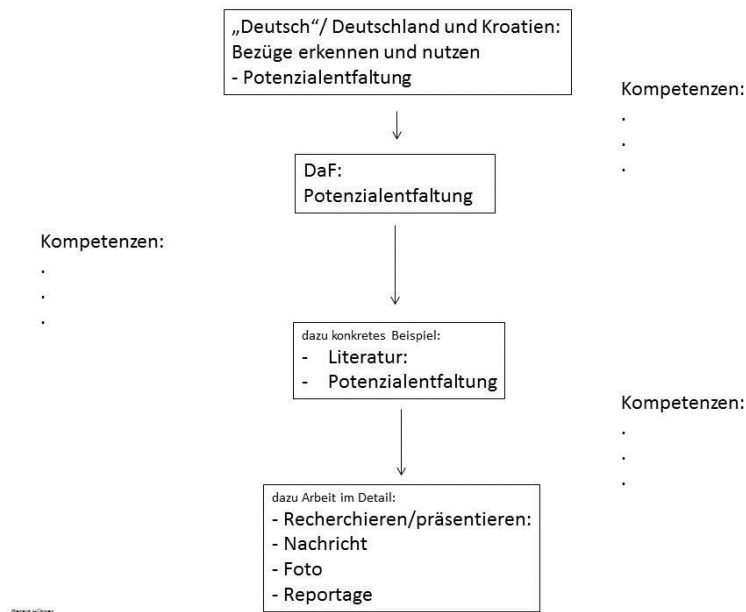 „Deutsch“/ Deutschland und Kroatien:
Bezüge erkennen und nutzen
- Potenzialentfaltung
Kompetenzen:
.
.
.
DaF:
Potenzialentfaltung
Kompetenzen:
.
.
.
dazu konkretes Beispiel:
- Literatur:
- Potenzialentfaltung
Kompetenzen:
.
.
.
dazu Arbeit im Detail:
- Recherchieren/präsentieren:
- Nachricht
- Foto
- Reportage